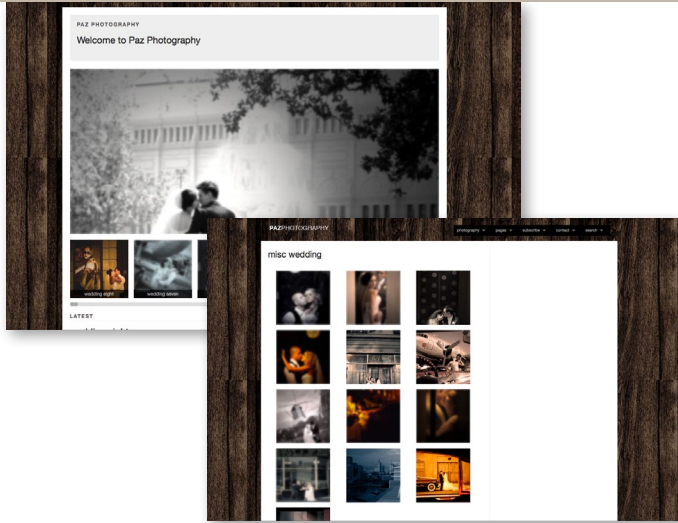 PAZ PHOTOGRAPHY
Welcome to Paz Photography
wedding eight
wedding seven
LATEST
PAZPHOTOGRAPHY
photography
pages
subscribe
contact
search
misc wedding